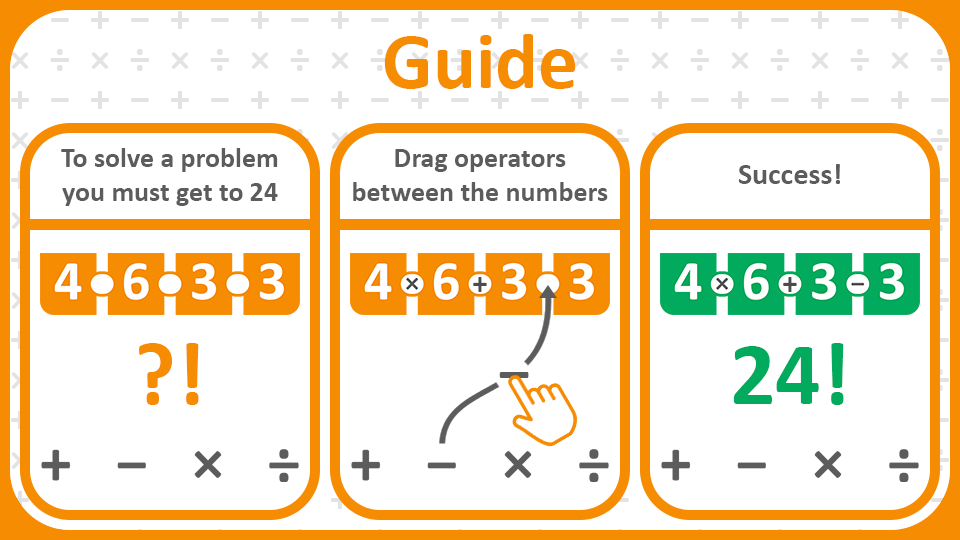 Guide
To solve a problem
you must get to 24
4 6 3 3
?!
+ − × ÷
Drag operators
between the numbers
4 × 6 + 3 3
−
+ − × ÷
Success!
4 × 6 + 3 − 3
24!
+ − × ÷